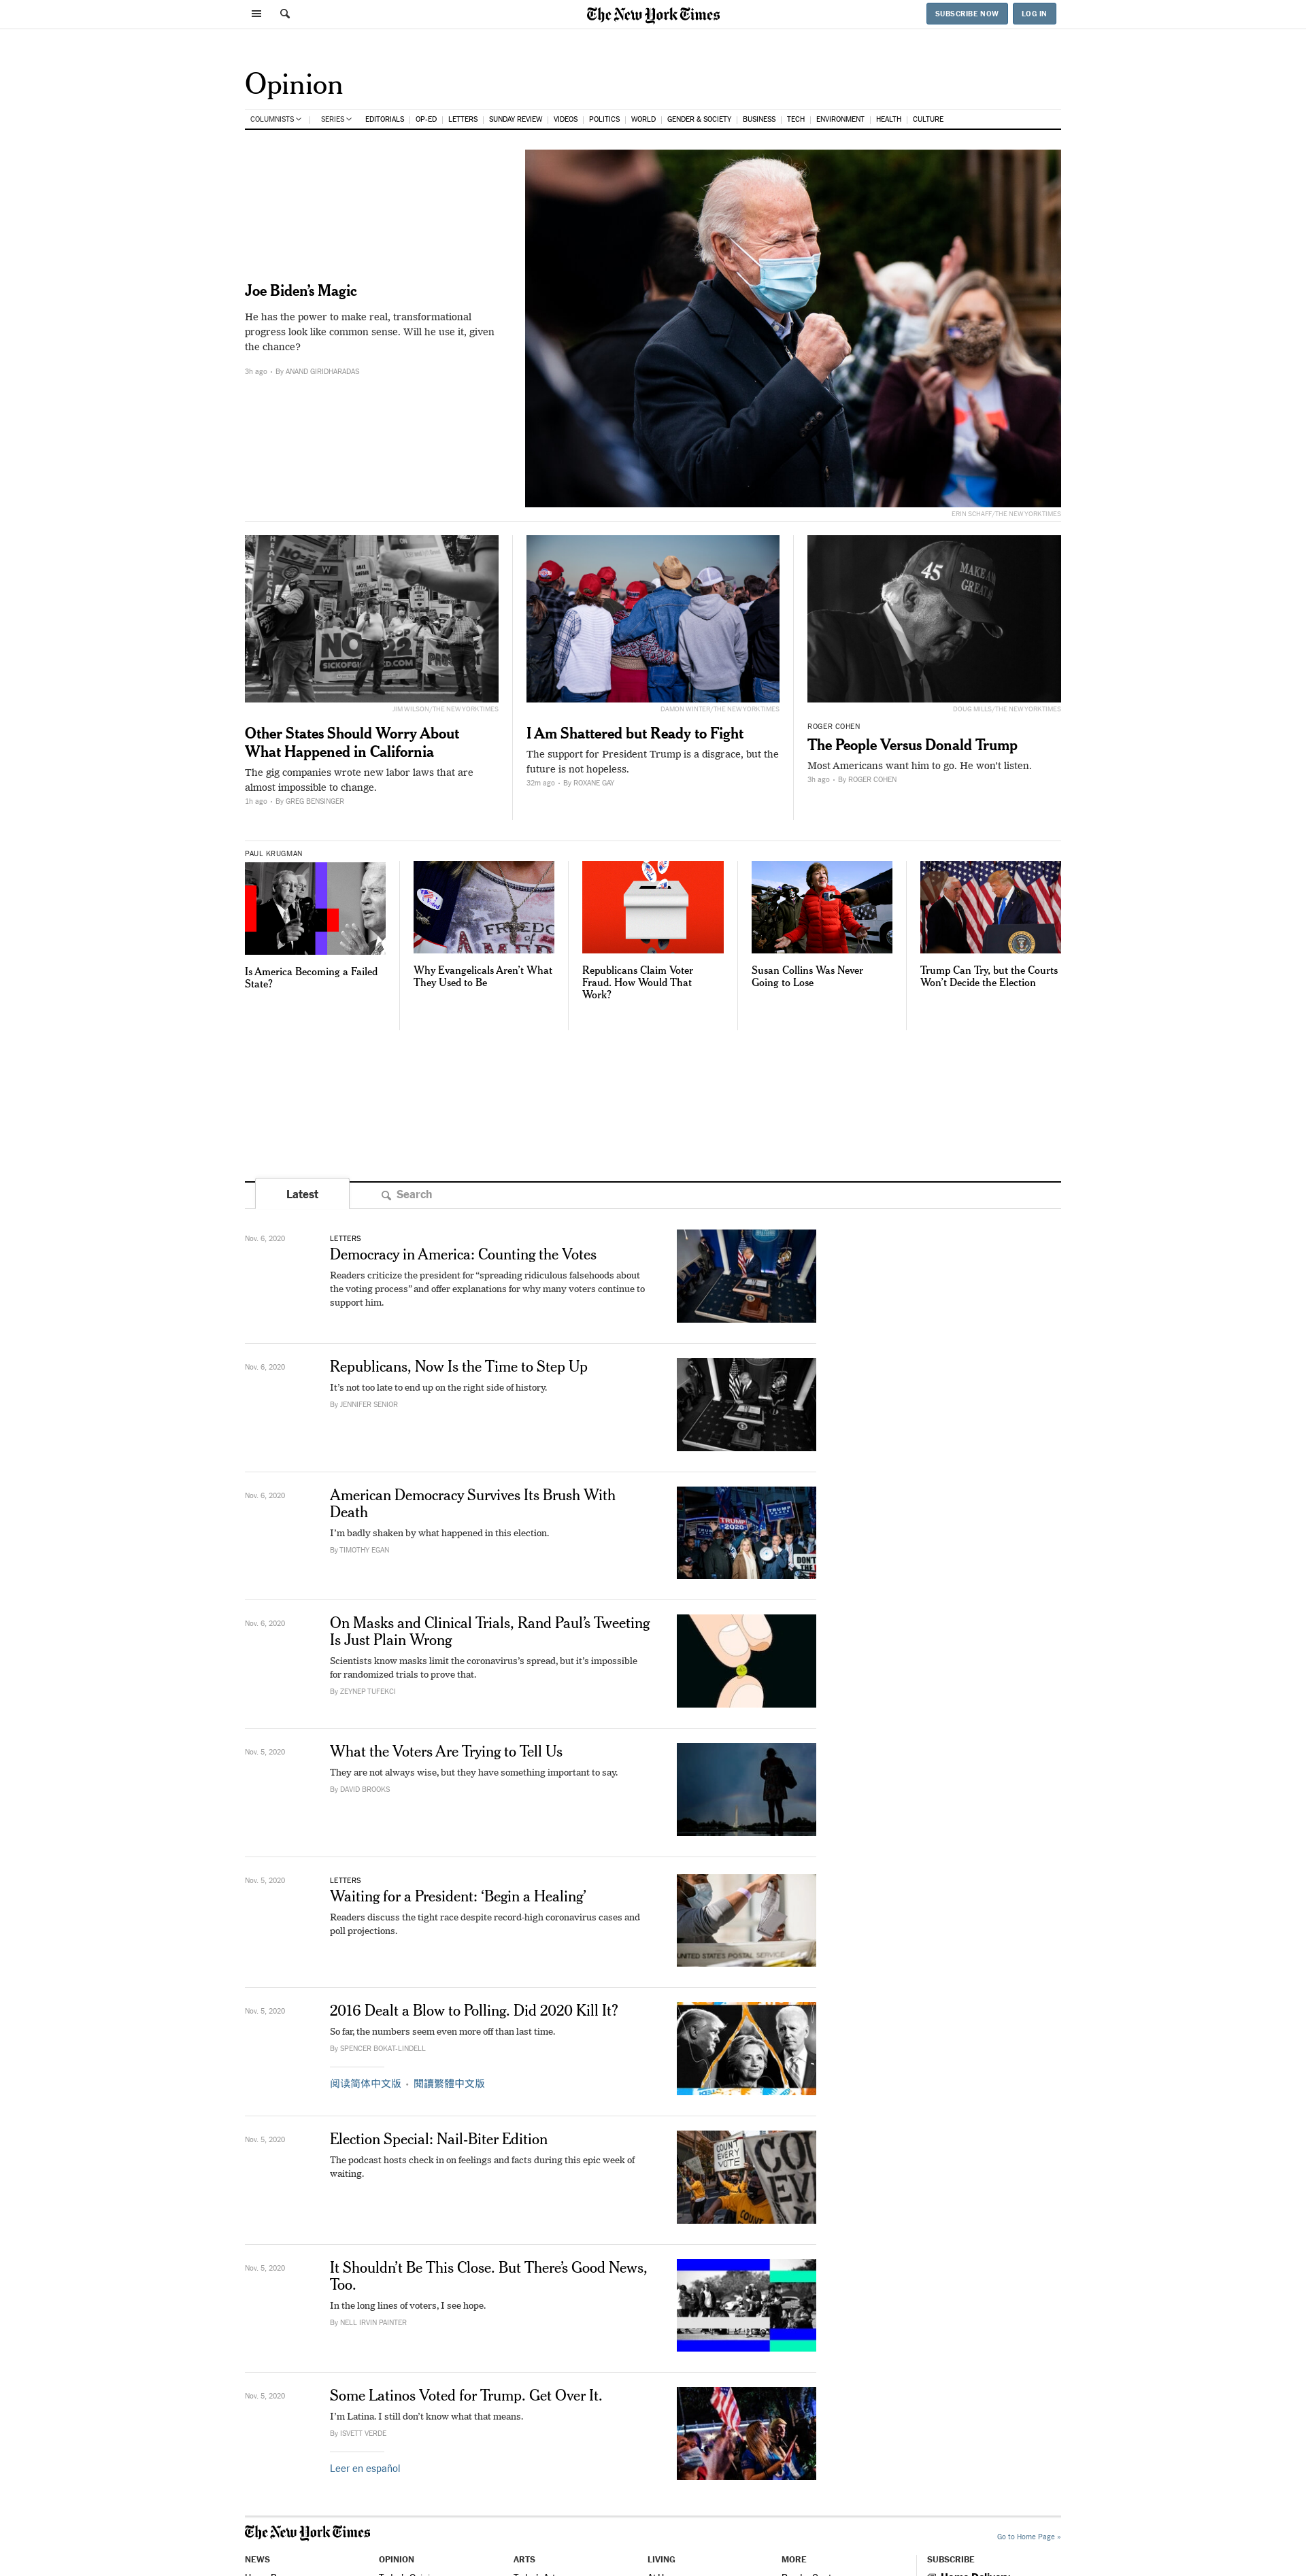 The New York Times
SUBSCRIBE NOW
LOG IN
Opinion
COLUMNISTS
SERIES
EDITORIALS
OP-ED
LETTERS
SUNDAY REVIEW
VIDEOS
POLITICS
WORLD
GENDER & SOCIETY
BUSINESS
TECH
ENVIRONMENT
HEALTH
CULTURE
Joe Biden’s Magic
He has the power to make real, transformational
progress look like common sense. Will he use it, given
the chance?
3h ago · By ANAND GIRIDHARADAS
ERIN SCHAFF/THE NEW YORK TIMES
JIM WILSON/THE NEW YORK TIMES
Other States Should Worry About
What Happened in California
The gig companies wrote new labor laws that are
almost impossible to change.
1h ago · By GREG BENSINGER
DAMON WINTER/THE NEW YORK TIMES
I Am Shattered but Ready to Fight
The support for President Trump is a disgrace, but the
future is not hopeless.
32m ago · By ROXANE GAY
45
DOUG MILLS/THE NEW YORK TIMES
ROGER COHEN
The People Versus Donald Trump
Most Americans want him to go. He won’t listen.
3h ago · By ROGER COHEN
PAUL KRUGMAN
Is America Becoming a Failed
State?
Why Evangelicals Aren’t What
They Used to Be
Republicans Claim Voter
Fraud. How Would That
Work?
Susan Collins Was Never
Going to Lose
Trump Can Try, but the Courts
Won’t Decide the Election
Latest
Search
Nov. 6, 2020
LETTERS
Democracy in America: Counting the Votes
Readers criticize the president for “spreading ridiculous falsehoods about
the voting process” and offer explanations for why many voters continue to
support him.
Nov. 6, 2020
Republicans, Now Is the Time to Step Up
It’s not too late to end up on the right side of history.
By JENNIFER SENIOR
Nov. 6, 2020
American Democracy Survives Its Brush With
Death
I’m badly shaken by what happened in this election.
By TIMOTHY EGAN
Nov. 6, 2020
On Masks and Clinical Trials, Rand Paul’s Tweeting
Is Just Plain Wrong
Scientists know masks limit the coronavirus’s spread, but it’s impossible
for randomized trials to prove that.
By ZEYNEP TUFEKCI
Nov. 5, 2020
What the Voters Are Trying to Tell Us
They are not always wise, but they have something important to say.
By DAVID BROOKS
Nov. 5, 2020
LETTERS
Waiting for a President: ‘Begin a Healing’
Readers discuss the tight race despite record-high coronavirus cases and
poll projections.
UNITED STATES POSTAL SERVICE
Nov. 5, 2020
2016 Dealt a Blow to Polling. Did 2020 Kill It?
So far, the numbers seem even more off than last time.
By SPENCER BOKAT-LINDELL
阅读简体中文版 · 閱讀繁體中文版
Nov. 5, 2020
Election Special: Nail-Biter Edition
The podcast hosts check in on feelings and facts during this epic week of
waiting.
COUNT EVERY VOTE
Nov. 5, 2020
It Shouldn’t Be This Close. But There’s Good News,
Too.
In the long lines of voters, I see hope.
By NELL IRVIN PAINTER
Nov. 5, 2020
Some Latinos Voted for Trump. Get Over It.
I’m Latina. I still don’t know what that means.
By ISVETT VERDE
Leer en español
The New York Times
Go to Home Page »
NEWS
OPINION
ARTS
LIVING
MORE
SUBSCRIBE